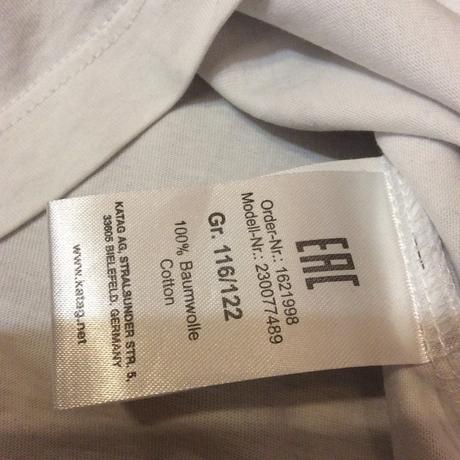 EAC
Order-Nr.: 1621998
Modell-Nr.: 230077489
Gr. 116/122
100% Baumwolle
Cotton
KATAG AG, STRALSUNDER STR. 5,
33605 BIELEFELD, GERMANY
www.katag.net